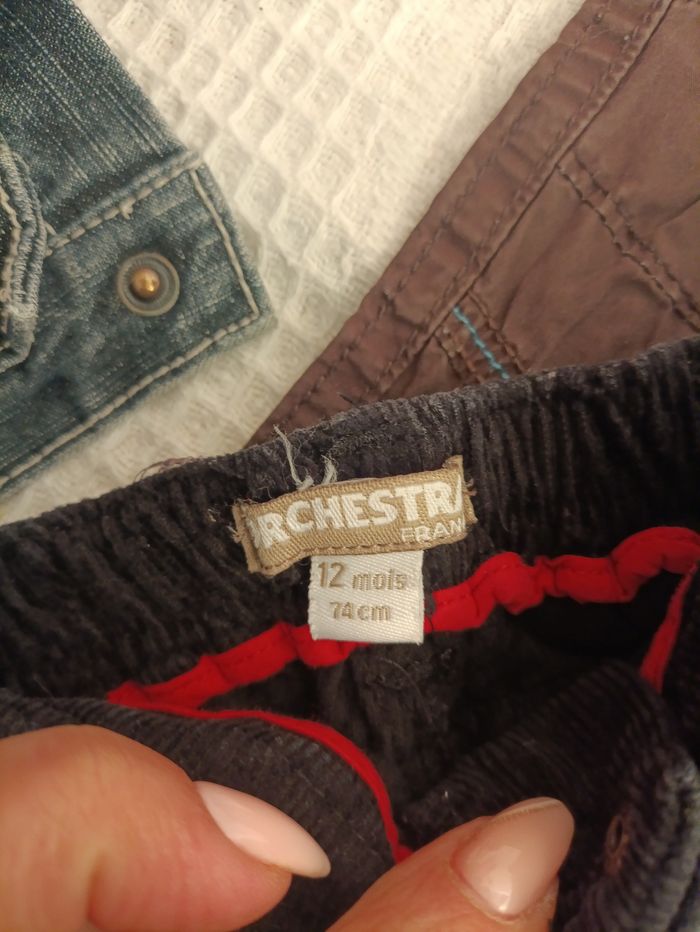 RCHESTR
FRAN
12 mois
74cm